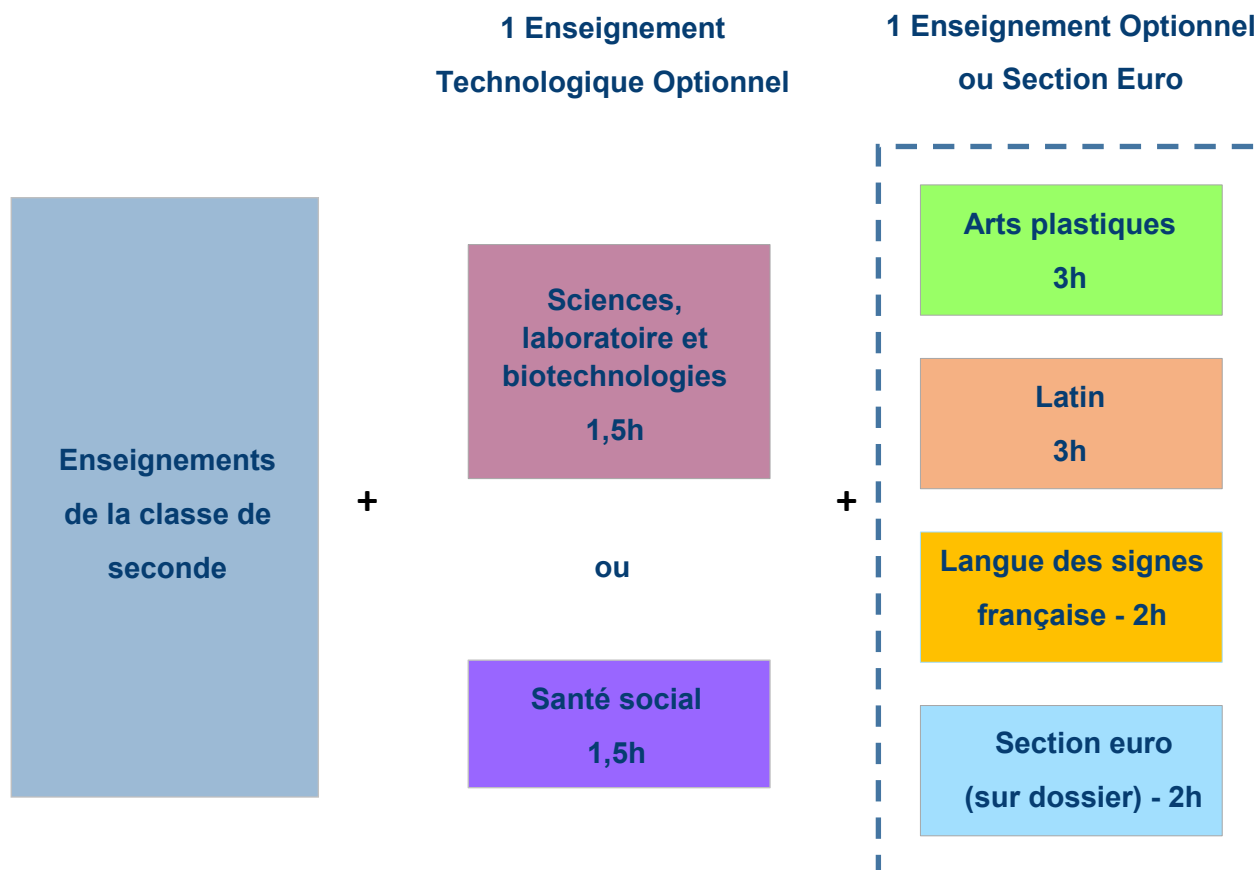 1 Enseignement
Technologique Optionnel
1 Enseignement Optionnel
ou Section Euro
Enseignements
de la classe de
seconde
+
Sciences,
laboratoire et
biotechnologies
1,5h
ou
Santé social
1,5h
+
Arts plastiques
3h
Latin
3h
Langue des signes
française - 2h
Section euro
(sur dossier) - 2h